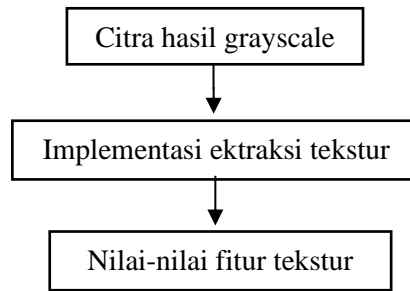 Citra hasil grayscale
Implementasi ektraksi tekstur
Nilai-nilai fitur tekstur